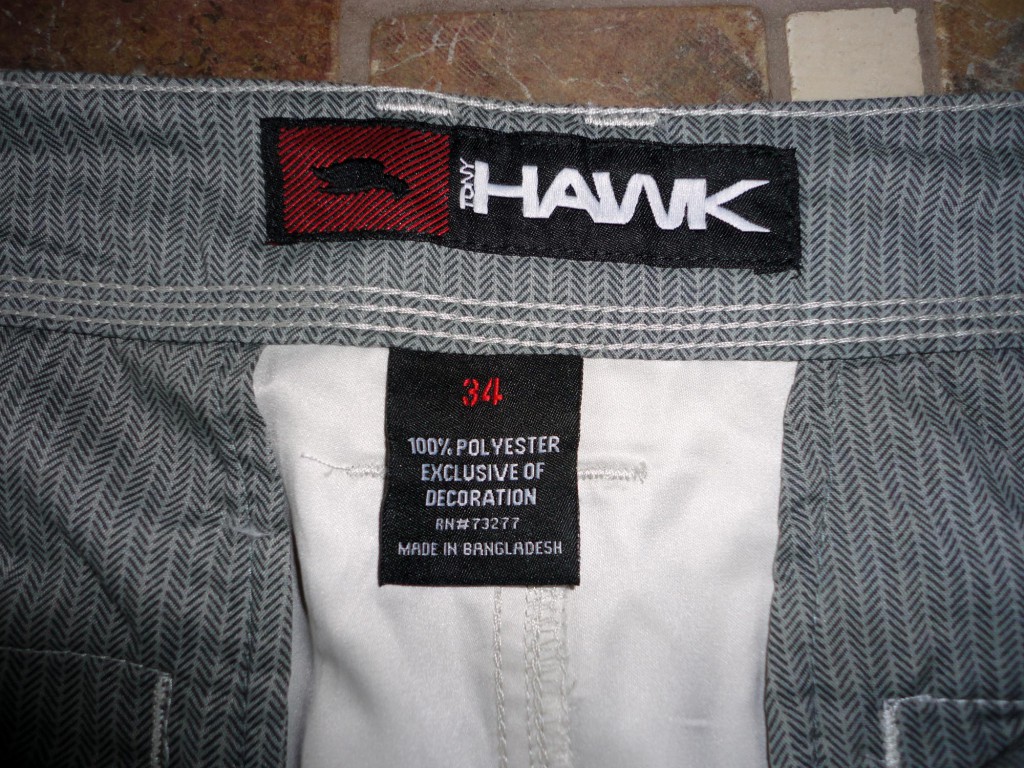 TONY HAWK
34
100% POLYESTER
EXCLUSIVE OF
DECORATION
RN#73277
MADE IN BANGLADESH